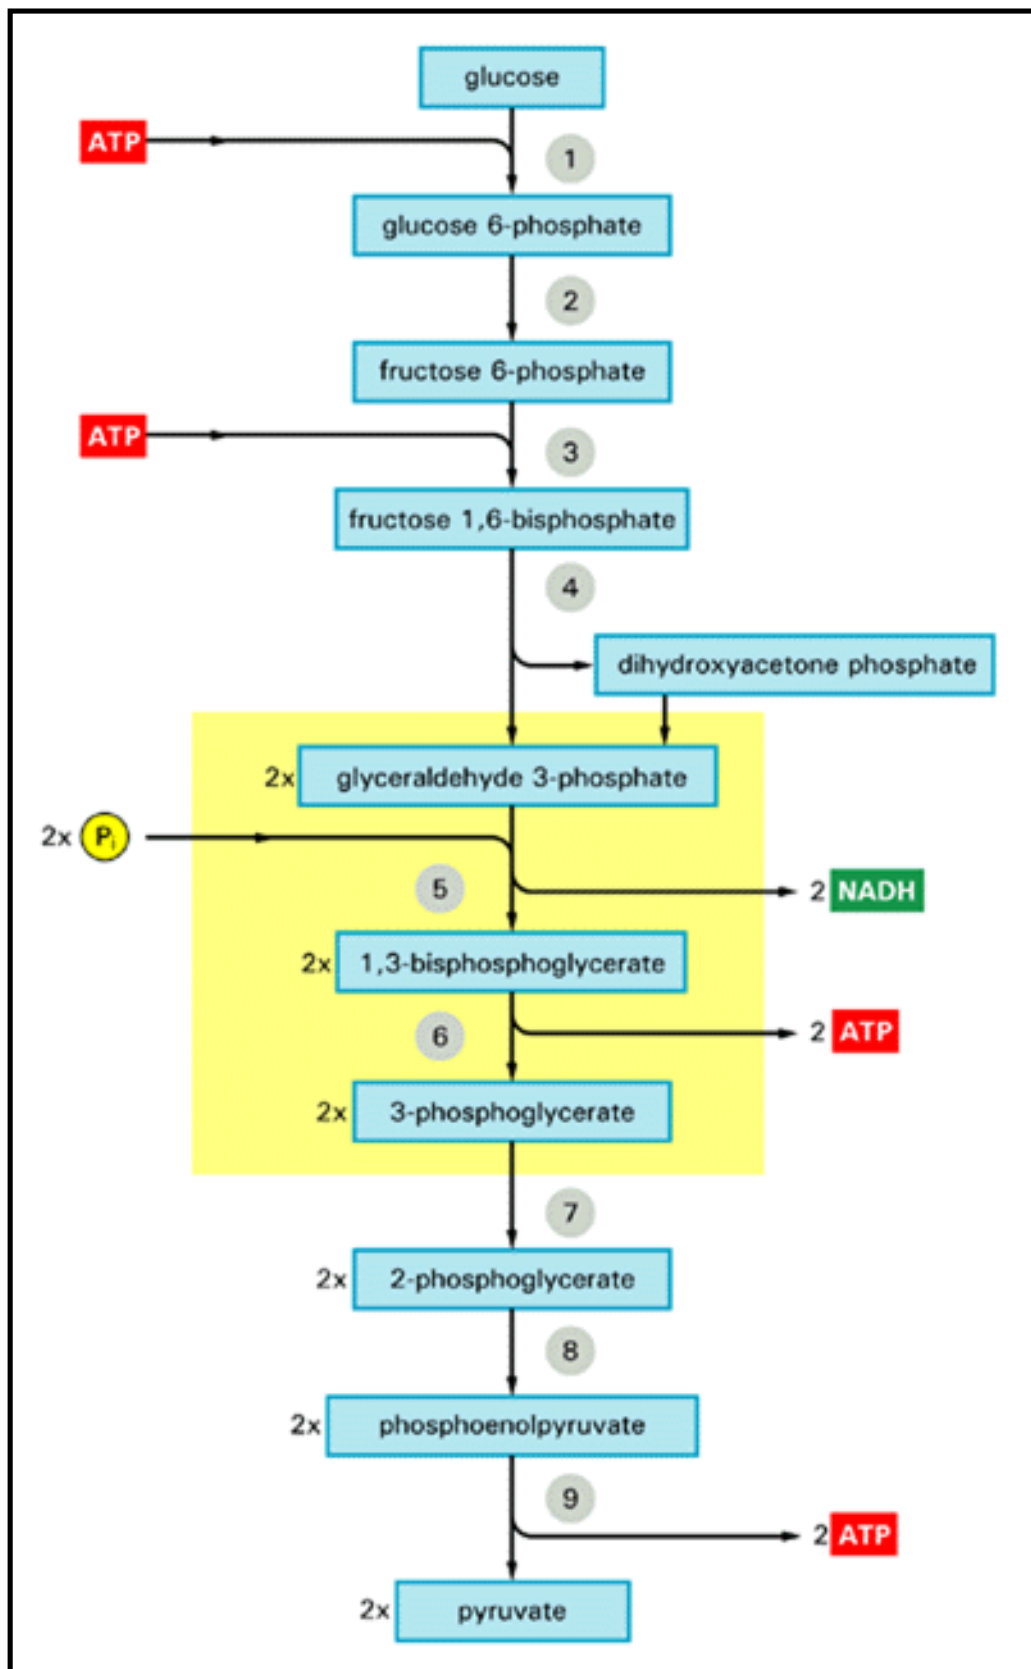 glucose
ATP
1
glucose 6-phosphate
2
fructose 6-phosphate
ATP
3
fructose 1,6-bisphosphate
4
dihydroxyacetone phosphate
2x glyceraldehyde 3-phosphate
2x Pi
5
2 NADH
2x 1,3-bisphosphoglycerate
6
2 ATP
2x 3-phosphoglycerate
7
2x 2-phosphoglycerate
8
2x phosphoenolpyruvate
9
2 ATP
2x pyruvate